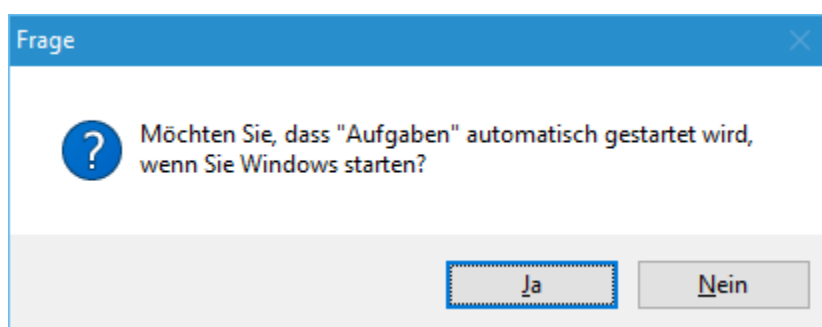 Frage
Möchten Sie, dass "Aufgaben" automatisch gestartet wird,
wenn Sie Windows starten?
Ja
Nein